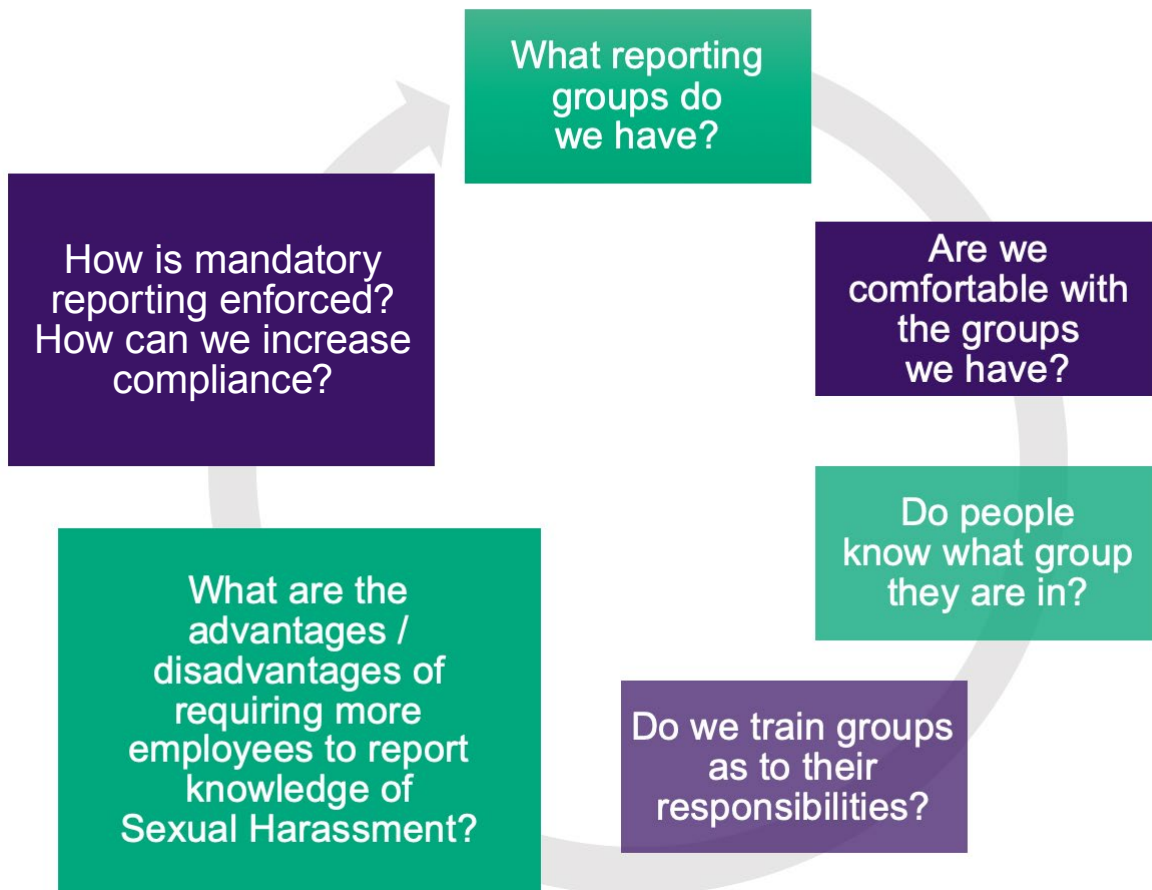 What reporting
groups do
we have?
Are we
comfortable with
the groups
we have?
Do people
know what group
they are in?
Do we train groups
as to their
responsibilities?
What are the
advantages /
disadvantages of
requiring more
employees to report
knowledge of
Sexual Harassment?
How is mandatory
reporting enforced?
How can we increase
compliance?